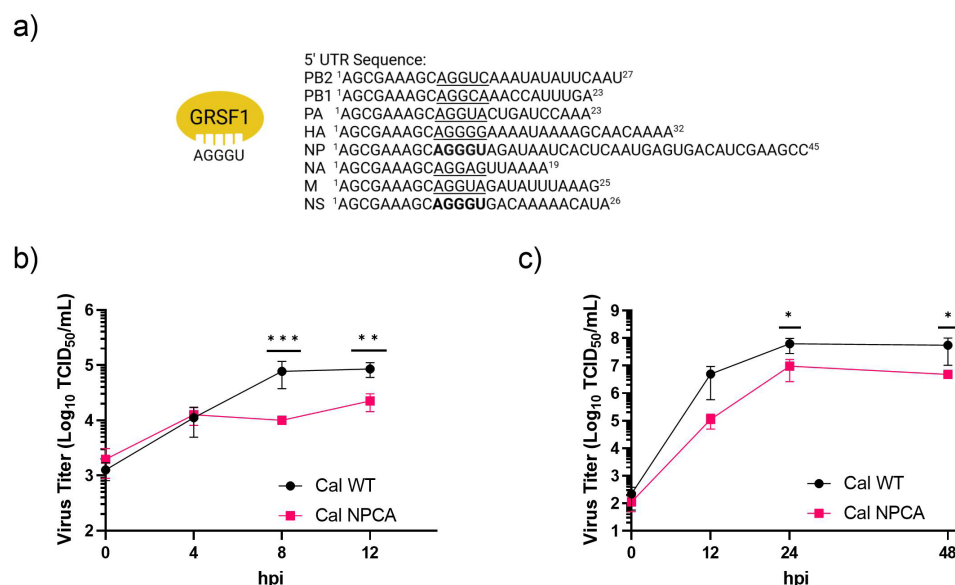 a)
GRSF1
AGGGU
5' UTR Sequence:
PB2 ¹AGCGAAAGCAGGUCAAAUAUAUUCAAU²⁷
PB1 ¹AGCGAAAGCAGGCAAACCAUUUGA²³
PA ¹AGCGAAAGCAGGUACUGAUCCAAA²³
HA ¹AGCGAAAGCAGGGGAAAAUAAAAGCAACAAAA³²
NP ¹AGCGAAAGCAGGGUAGAUAAUCACUCAAUGAGUGACAUCGAAGCC⁴⁵
NA ¹AGCGAAAGCAGGAGUUAAAA¹⁹
M ¹AGCGAAAGCAGGUAGAUAUUUAAAG²⁵
NS ¹AGCGAAAGCAGGGUGACAAAAACAUA²⁶
b)
Virus Titer (Log₁₀ TCID₅₀/mL)
6
5
4
3
2
* * *
* *
Cal WT
Cal NPCA
0 4 8 12
hpi
c)
Virus Titer (Log₁₀ TCID₅₀/mL)
9
8
7
6
5
4
3
2
1
*
*
Cal WT
Cal NPCA
0 12 24 48
hpi